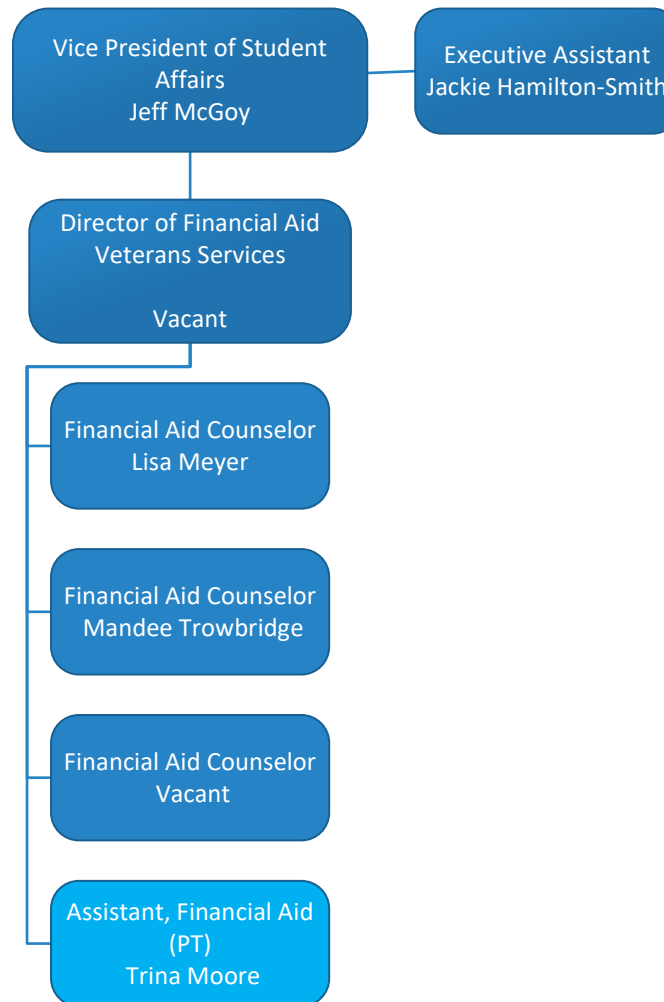 Vice President of Student
Affairs
Jeff McGoy
Executive Assistant
Jackie Hamilton-Smith
Director of Financial Aid
Veterans Services
Vacant
Financial Aid Counselor
Lisa Meyer
Financial Aid Counselor
Mandee Trowbridge
Financial Aid Counselor
Vacant
Assistant, Financial Aid
(PT)
Trina Moore